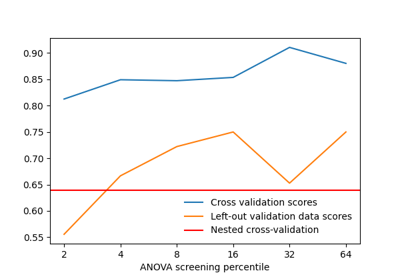 0.90
0.85
0.80
0.75
0.70
0.65
0.60
0.55
Cross validation scores
Left-out validation data scores
Nested cross-validation
2 4 8 16 32 64
ANOVA screening percentile